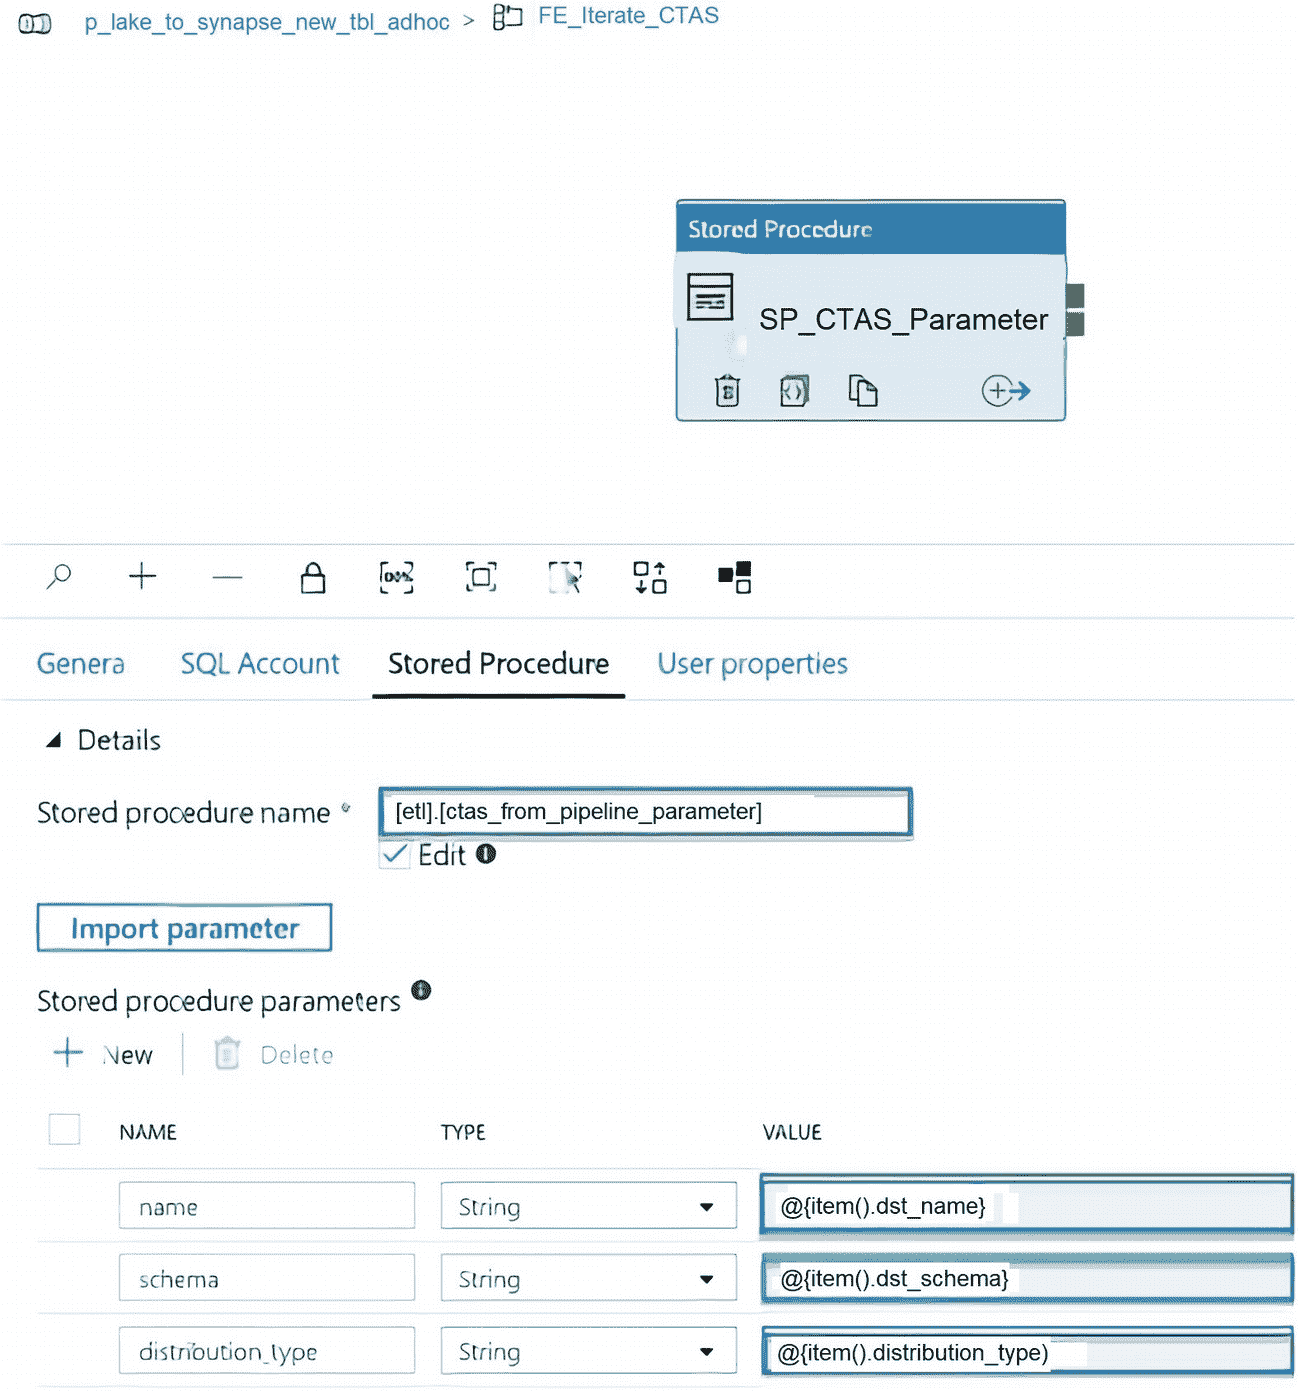 p_lake_to_synapse_new_tbl_adhoc > FE_Iterate_CTAS
Stored Procedure
SP_CTAS_Parameter
Genera SQL Account Stored Procedure User properties
Details
Stored procedure name * [etl].[ctas_from_pipeline_parameter]
Edit
Import parameter
Stored procedure parameters
New Delete
NAME TYPE VALUE
name String @{item().dst_name}
schema String @{item().dst_schema}
distribution_type String @{item().distribution_type)